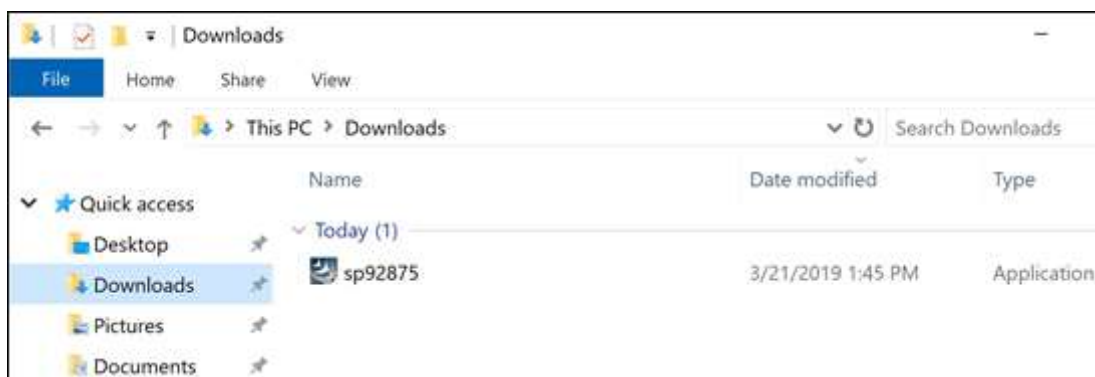 Downloads
File Home Share View
This PC > Downloads Search Downloads
Name Date modified Type
Quick access
Today (1)
Desktop
sp92875 3/21/2019 1:45 PM Application
Downloads
Pictures
Documents